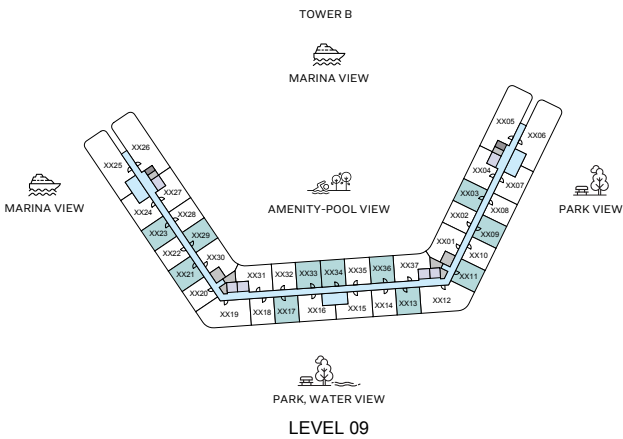 TOWER B
MARINA VIEW
XX05
XX06
XX26
XX25
XX04
XX07
XX27
XX03
MARINA VIEW
AMENITY-POOL VIEW
PARK VIEW
XX24
XX28
XX02
XX08
XX23
XX29
XX09
XX22
XX30
XX01
XX10
XX21
XX31
XX32
XX33
XX34
XX35
XX36
XX37
XX11
XX20
XX19
XX18
XX17
XX16
XX15
XX14
XX13
XX12
PARK, WATER VIEW
LEVEL 09